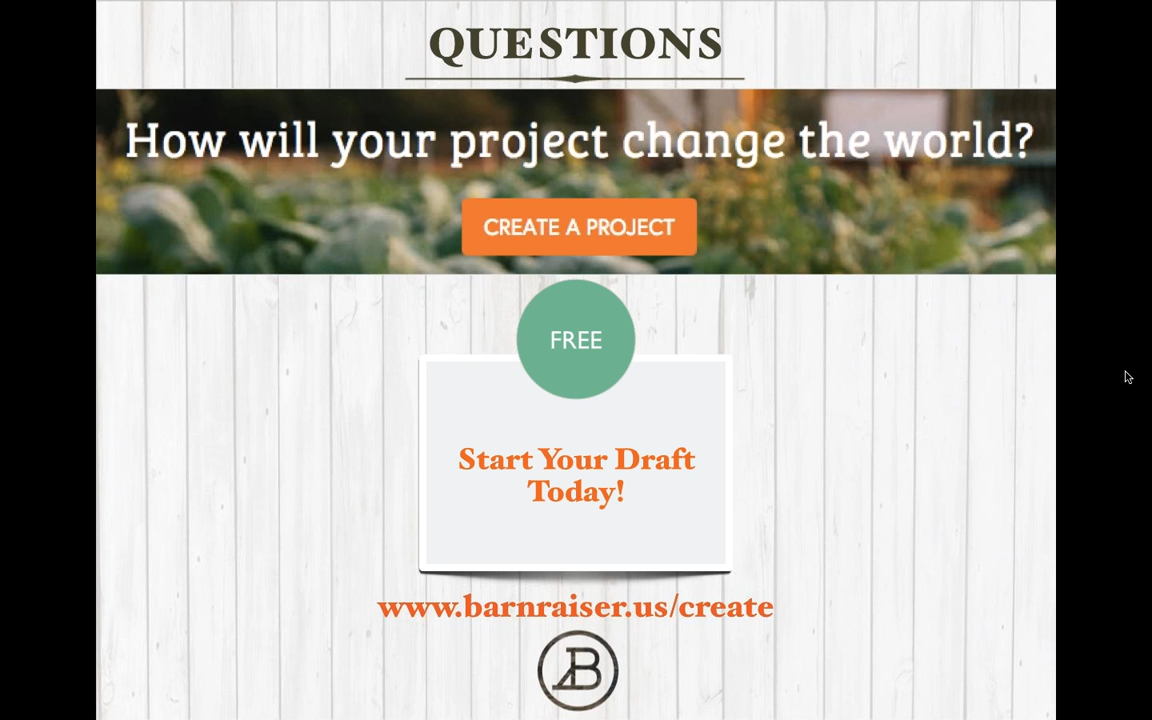 QUESTIONS
How will your project change the world?
CREATE A PROJECT
FREE
Start Your Draft
Today!
www.barnraiser.us/create
B